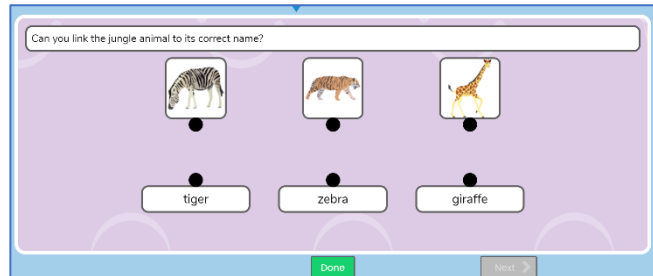 Can you link the jungle animal to its correct name?
tiger
zebra
giraffe
Done
Next